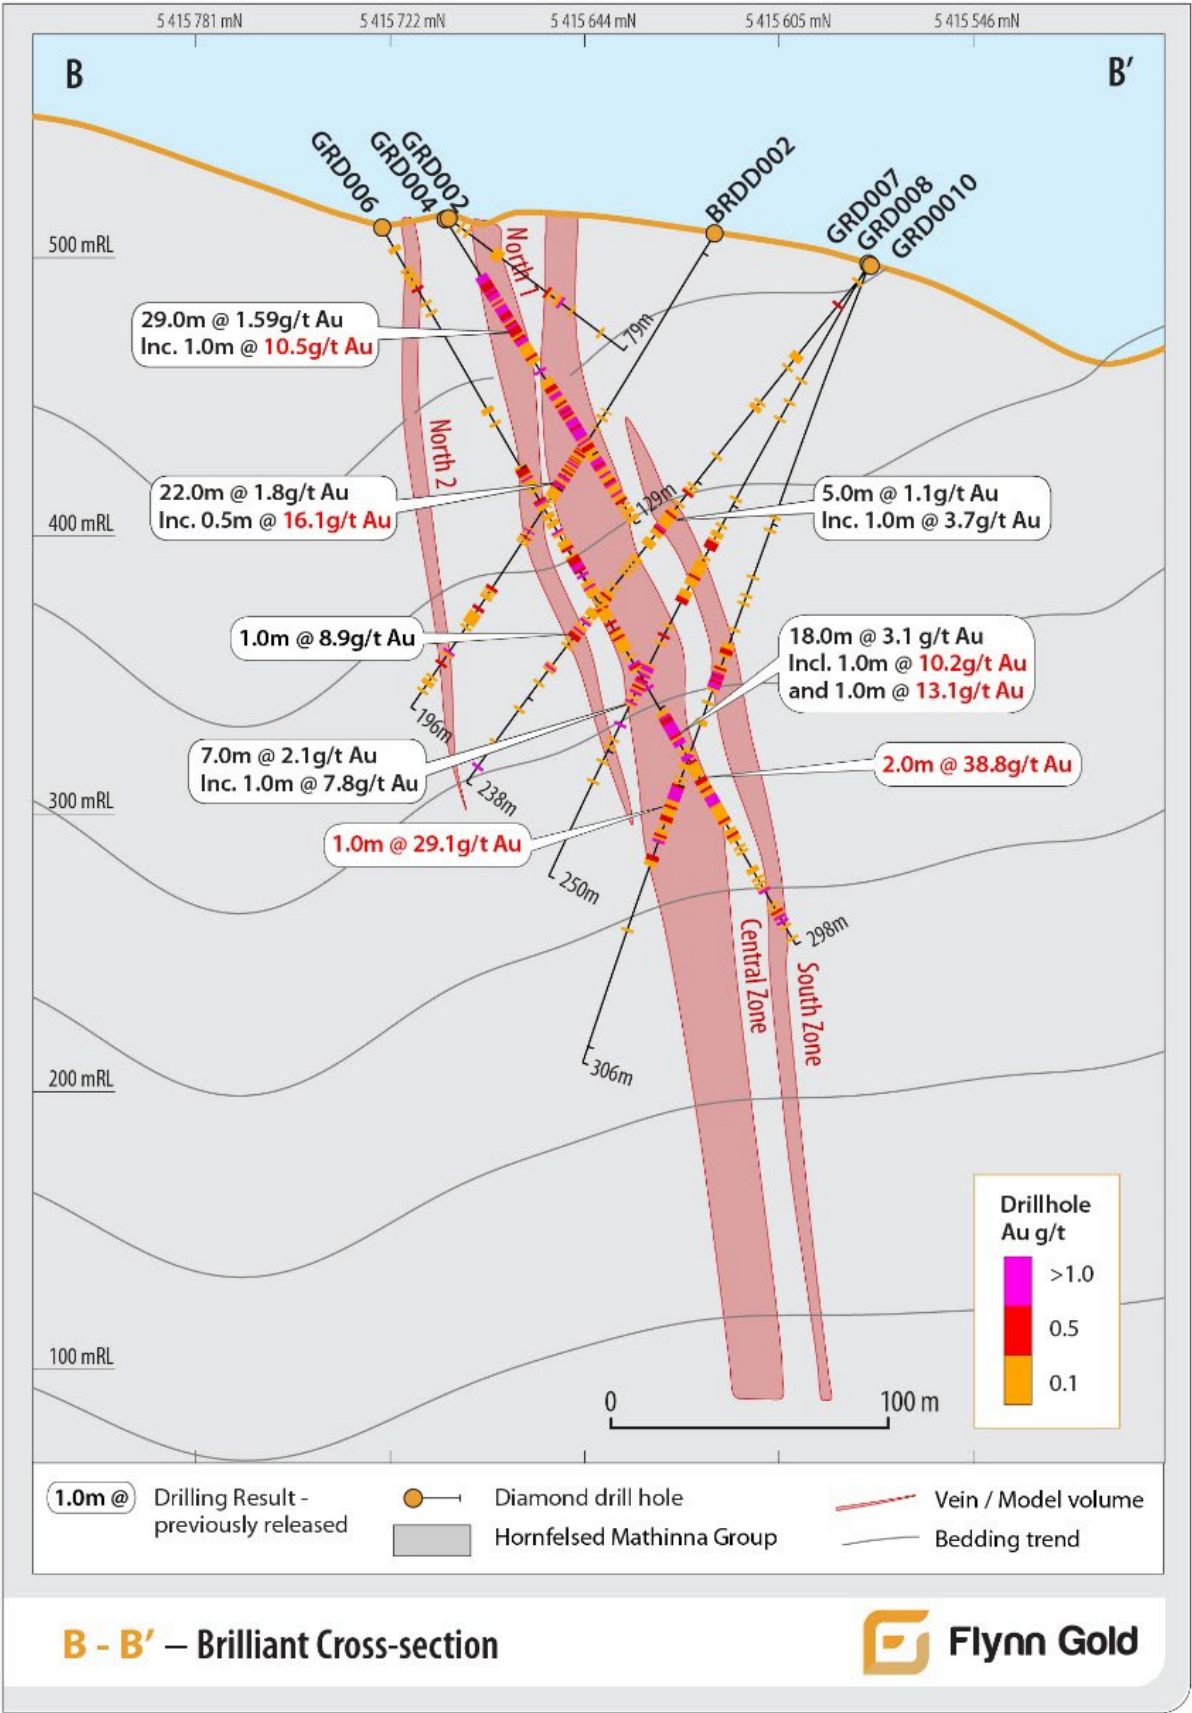 5 415 781 mN
5 415 722 mN
5 415 644 mN
5 415 605 mN
5 415 546 mN
B
B′
GRD006
GRD004
GRD002
BRDD002
GRD007
GRD008
GRD0010
500 mRL
North 1
29.0m @ 1.59g/t Au
Inc. 1.0m @ 10.5g/t Au
79m
North 2
22.0m @ 1.8g/t Au
Inc. 0.5m @ 16.1g/t Au
129m
5.0m @ 1.1g/t Au
Inc. 1.0m @ 3.7g/t Au
400 mRL
1.0m @ 8.9g/t Au
18.0m @ 3.1 g/t Au
Incl. 1.0m @ 10.2g/t Au
and 1.0m @ 13.1g/t Au
196m
7.0m @ 2.1g/t Au
Inc. 1.0m @ 7.8g/t Au
238m
2.0m @ 38.8g/t Au
300 mRL
1.0m @ 29.1g/t Au
250m
298m
Central Zone
South Zone
306m
200 mRL
Drillhole
Au g/t
>1.0
0.5
0.1
100 mRL
0
100 m
1.0m @
Drilling Result -
previously released
Diamond drill hole
Hornfelsed Mathinna Group
Vein / Model volume
Bedding trend
B - B′ – Brilliant Cross-section
Flynn Gold